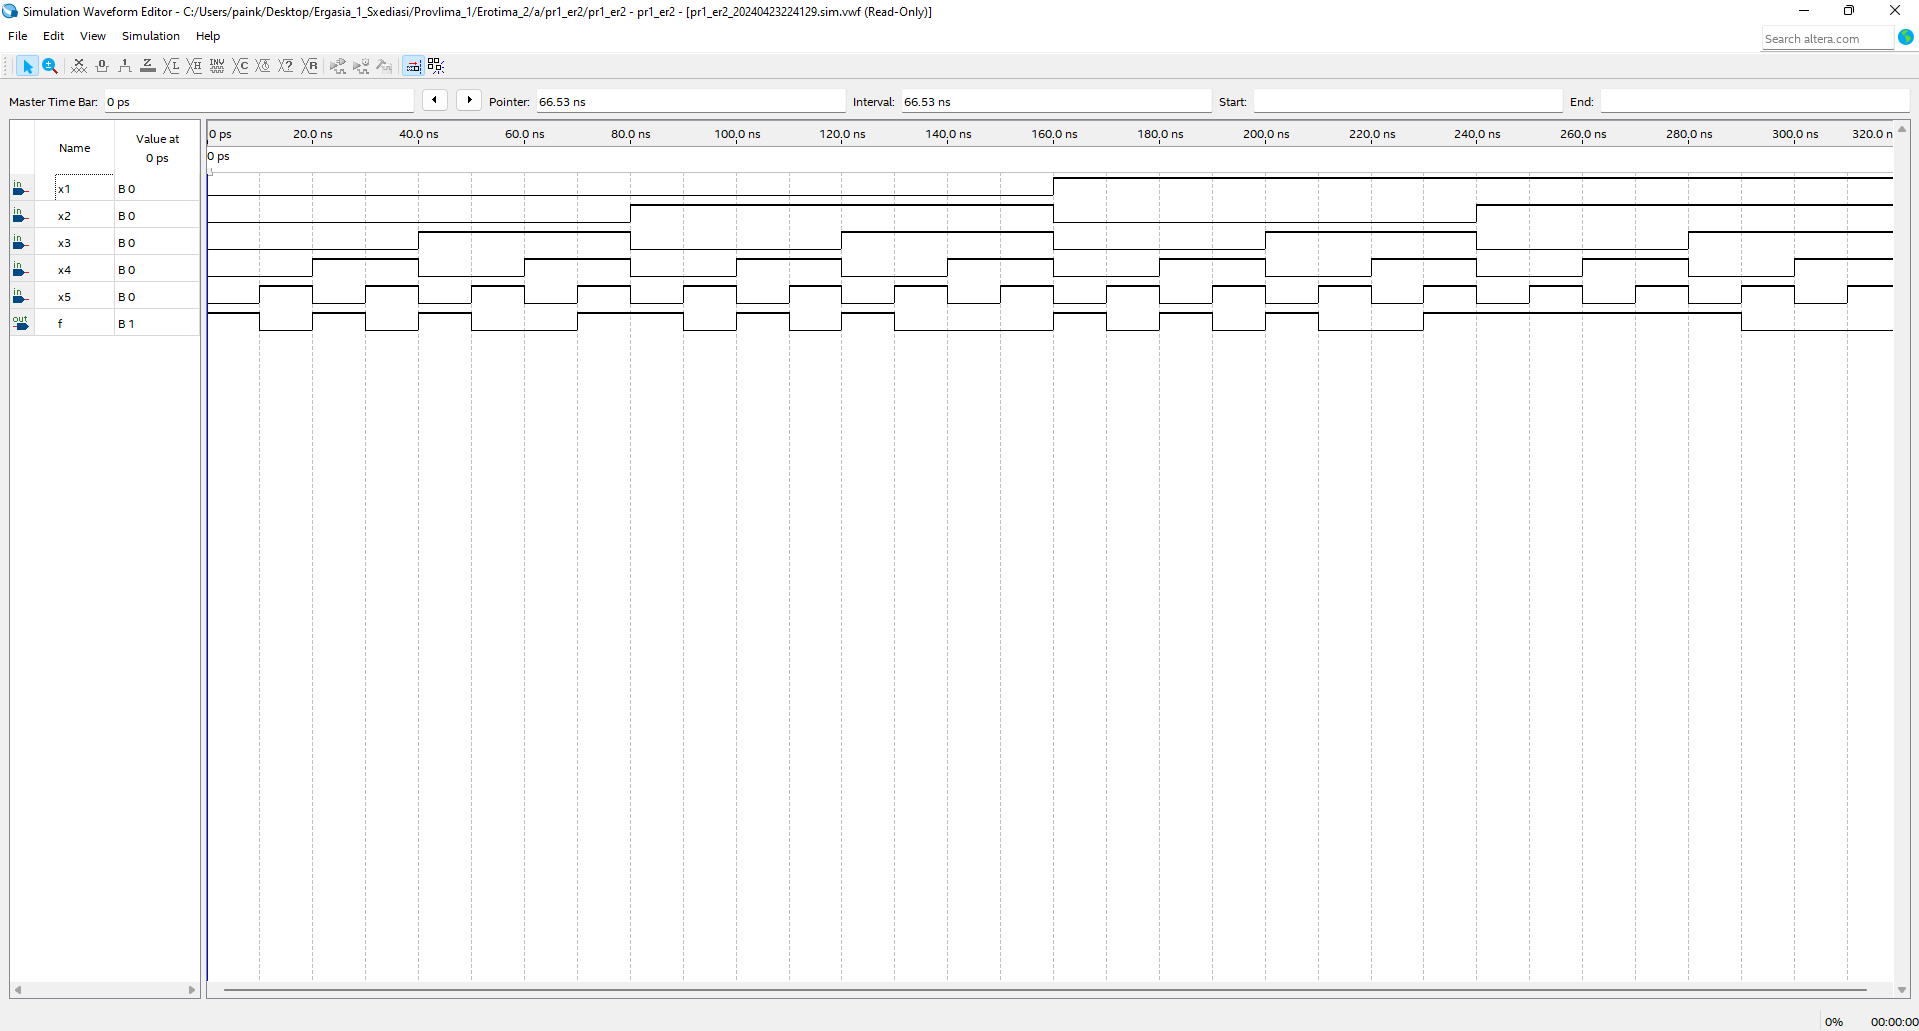 Simulation Waveform Editor - C:/Users/paink/Desktop/Ergasia_1_Sxediasi/Provlima_1/Erotima_2/a/pr1_er2/pr1_er2 - pr1_er2 - [pr1_er2_20240423224129.sim.vwf (Read-Only)]
File Edit View Simulation Help
Search altera.com
Master Time Bar: 0 ps Pointer: 66.53 ns Interval: 66.53 ns Start: End:
Name Value at 0 ps
0 ps 20.0 ns 40.0 ns 60.0 ns 80.0 ns 100.0 ns 120.0 ns 140.0 ns 160.0 ns 180.0 ns 200.0 ns 220.0 ns 240.0 ns 260.0 ns 280.0 ns 300.0 ns 320.0 n
0 ps
in x1 B 0
in x2 B 0
in x3 B 0
in x4 B 0
in x5 B 0
out f B 1
0% 00:00:00